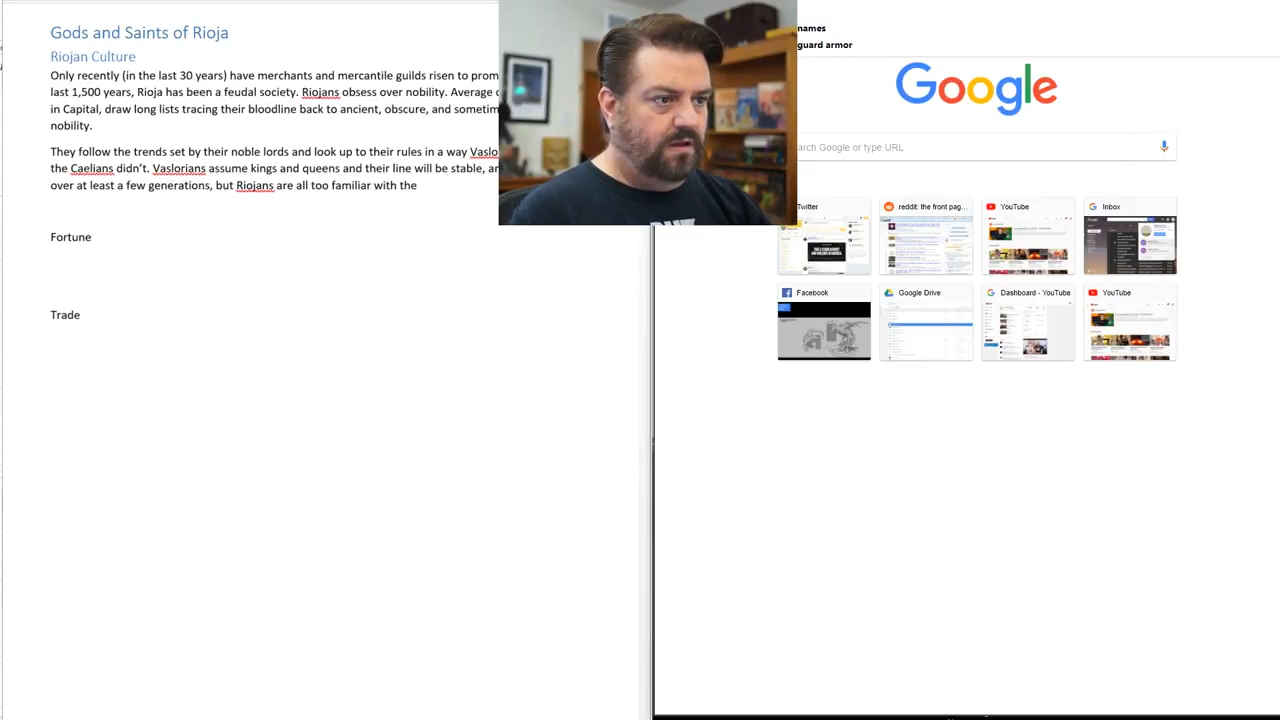 Gods and Saints of Rioja
Riojan Culture
Only recently (in the last 30 years) have merchants and mercantile guilds risen to prom
last 1,500 years, Rioja has been a feudal society. Riojans obsess over nobility. Average
in Capital, draw long lists tracing their bloodline back to ancient, obscure, and sometim
nobility.
They follow the trends set by their noble lords and look up to their rules in a way Vaslo
the Caelians didn't. Vaslorians assume kings and queens and their line will be stable, an
over at least a few generations, but Riojans are all too familiar with the
Fortune
Trade
names
guard armor
Google
arch Google or type URL
Twitter
reddit: the front pag...
YouTube
Inbox
Facebook
Google Drive
Dashboard - YouTube
YouTube